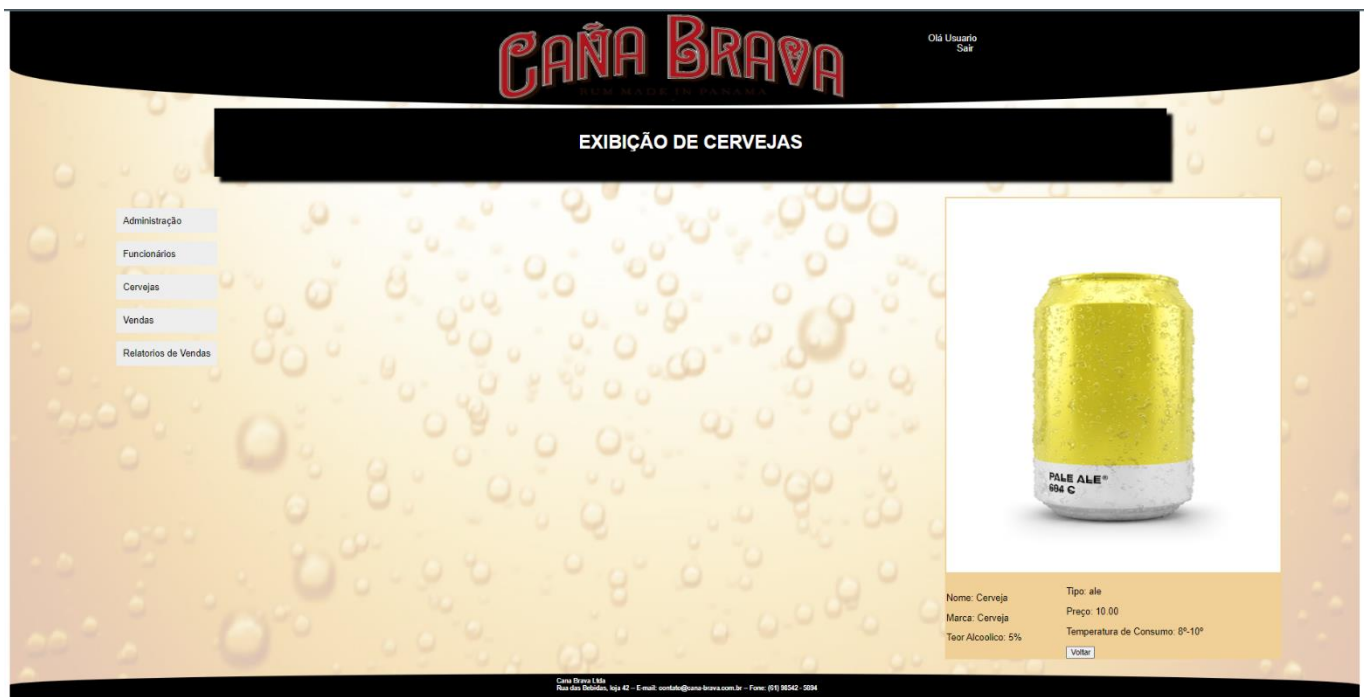 CAÑA BRAVA
RUM MADE IN PANAMA
Olá Usuario
Sair
EXIBIÇÃO DE CERVEJAS
Administração
Funcionários
Cervejas
Vendas
Relatorios de Vendas
PALE ALE®
694 C
Nome: Cerveja
Marca: Cerveja
Teor Alcoolico: 5%
Tipo: ale
Preço: 10.00
Temperatura de Consumo: 8º-10º
Voltar
Cana Brava Ltda
Rua das Bebidas, loja 42 – E-mail: contato@cana-brava.com.br – Fone: (61) 98542 - 5894